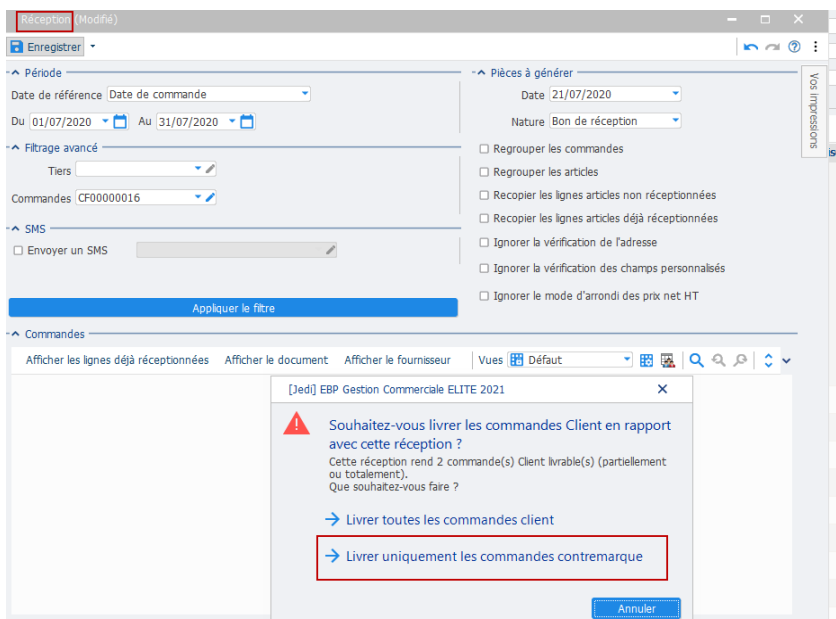 Réception (Modifié)
Enregistrer
Période
Date de référence Date de commande
Du 01/07/2020 Au 31/07/2020
Filtrage avancé
Tiers
Commandes CF00000016
SMS
Envoyer un SMS
Appliquer le filtre
Pièces à générer
Date 21/07/2020
Nature Bon de réception
Regrouper les commandes
Regrouper les articles
Recopier les lignes articles non réceptionnées
Recopier les lignes articles déjà réceptionnées
Ignorer la vérification de l'adresse
Ignorer la vérification des champs personnalisés
Ignorer le mode d'arrondi des prix net HT
Vos impressions
Commandes
Afficher les lignes déjà réceptionnées Afficher le document Afficher le fournisseur Vues Défaut
[Jedi] EBP Gestion Commerciale ELITE 2021
Souhaitez-vous livrer les commandes Client en rapport
avec cette réception ?
Cette réception rend 2 commande(s) Client livrable(s) (partiellement
ou totalement).
Que souhaitez-vous faire ?
Livrer toutes les commandes client
Livrer uniquement les commandes contremarque
Annuler